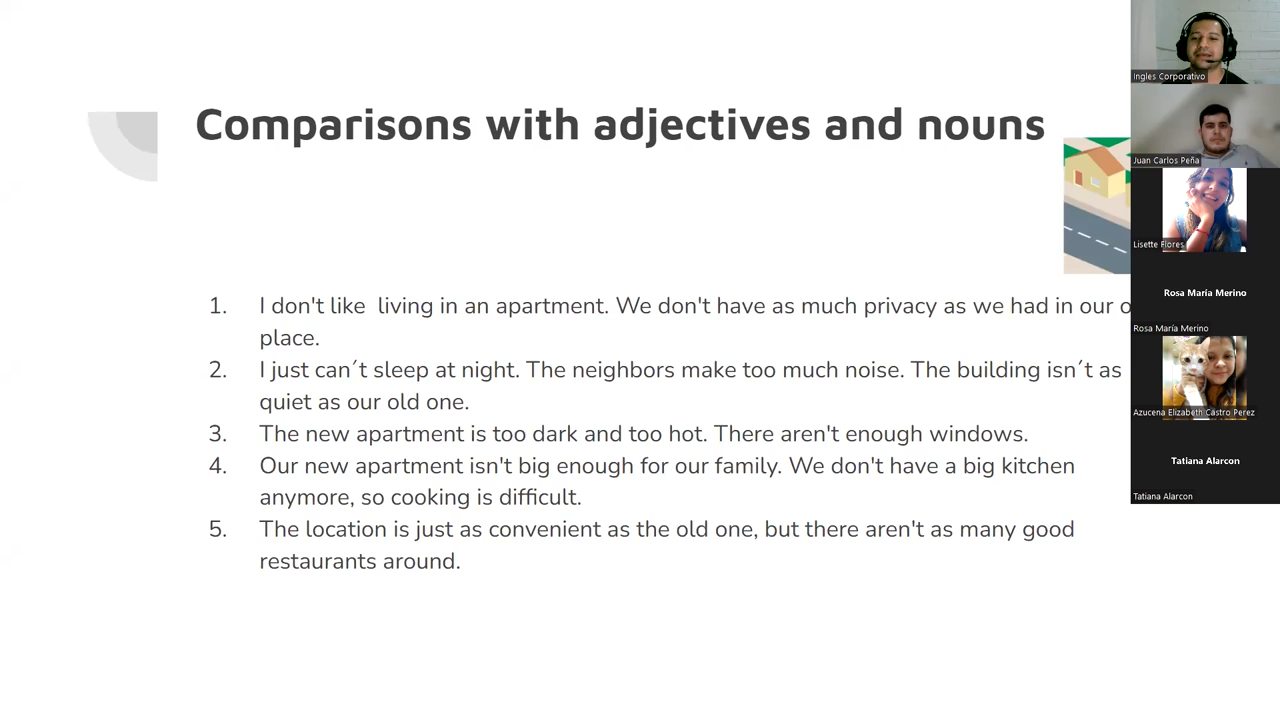 Comparisons with adjectives and nouns
1. I don't like  living in an apartment. We don't have as much privacy as we had in our
place.
2. I just can´t sleep at night. The neighbors make too much noise. The building isn´t as
quiet as our old one.
3. The new apartment is too dark and too hot. There aren't enough windows.
4. Our new apartment isn't big enough for our family. We don't have a big kitchen
anymore, so cooking is difficult.
5. The location is just as convenient as the old one, but there aren't as many good
restaurants around.
Ingles Corporativo
Juan Carlos Peña
Lisette Flores
Rosa María Merino
Rosa María Merino
Azucena Elizabeth Castro Perez
Tatiana Alarcon
Tatiana Alarcon